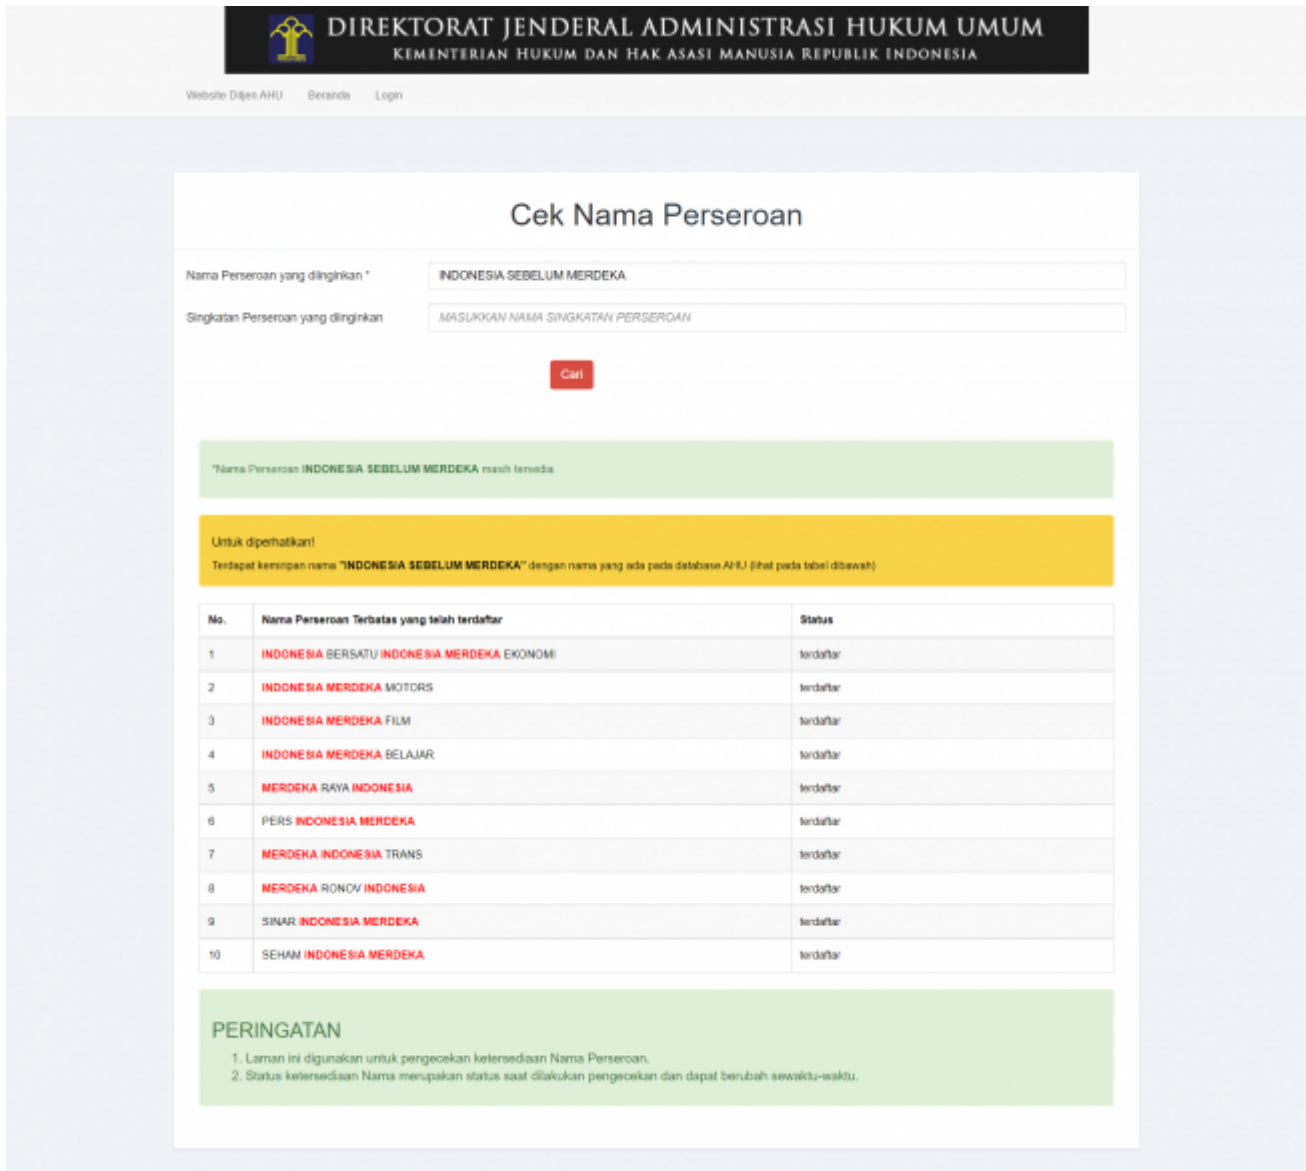 DIREKTORAT JENDERAL ADMINISTRASI HUKUM UMUM
KEMENTERIAN HUKUM DAN HAK ASASI MANUSIA REPUBLIK INDONESIA
Website Ditjen AHU Beranda Login
Cek Nama Perseroan
Nama Perseroan yang diinginkan * INDONESIA SEBELUM MERDEKA
Singkatan Perseroan yang diinginkan MASUKKAN NAMA SINGKATAN PERSEROAN
Cari
*Nama Perseroan INDONESIA SEBELUM MERDEKA masih tersedia
Untuk diperhatikan!
Terdapat kemiripan nama "INDONESIA SEBELUM MERDEKA" dengan nama yang ada pada database AHU (lihat pada tabel dibawah)
No. Nama Perseroan Terbatas yang telah terdaftar Status
1 INDONESIA BERSATU INDONESIA MERDEKA EKONOMI terdaftar
2 INDONESIA MERDEKA MOTORS terdaftar
3 INDONESIA MERDEKA FILM terdaftar
4 INDONESIA MERDEKA BELAJAR terdaftar
5 MERDEKA RAYA INDONESIA terdaftar
6 PERS INDONESIA MERDEKA terdaftar
7 MERDEKA INDONESIA TRANS terdaftar
8 MERDEKA RONOV INDONESIA terdaftar
9 SINAR INDONESIA MERDEKA terdaftar
10 SEHAM INDONESIA MERDEKA terdaftar
PERINGATAN
1. Laman ini digunakan untuk pengecekan ketersediaan Nama Perseroan.
2. Status ketersediaan Nama merupakan status saat dilakukan pengecekan dan dapat berubah sewaktu-waktu.